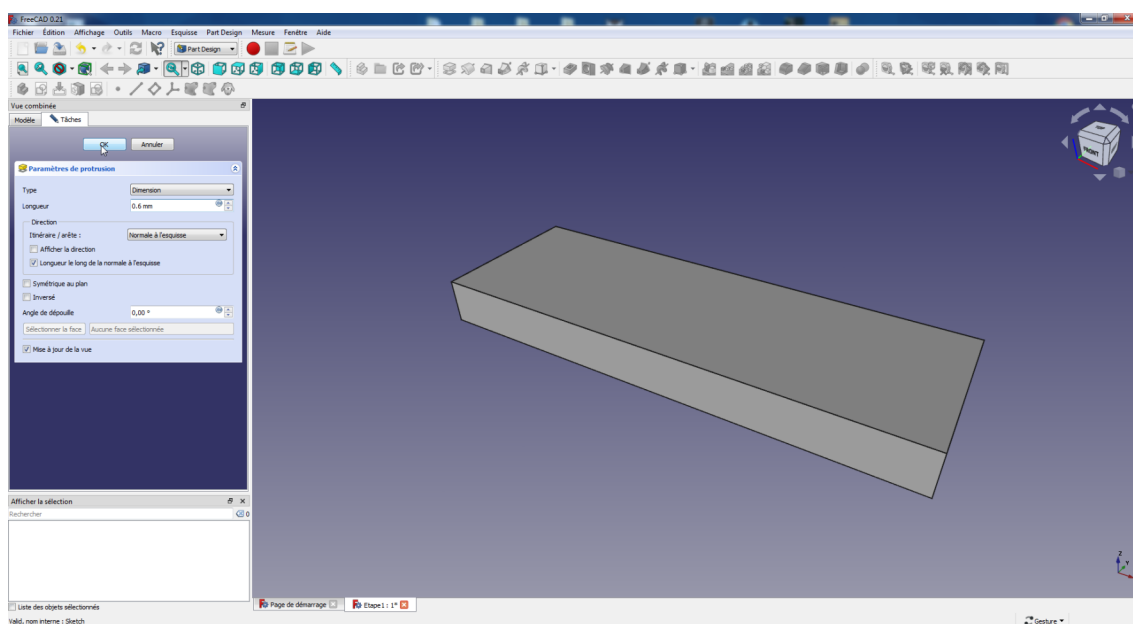 FreeCAD 0.21
Fichier Édition Affichage Outils Macro Esquisse Part Design Mesure Fenêtre Aide
Part Design
Vue combinée
Modèle Tâches
OK Annuler
Paramètres de protrusion
Type Dimension
Longueur 0.6 mm
Direction
Itinéraire / arête : Normale à l'esquisse
Afficher la direction
Longueur le long de la normale à l'esquisse
Symétrique au plan
Inversé
Angle de dépouille 0,00 °
Sélectionner la face Aucune face sélectionnée
Mise à jour de la vue
FRONT
Afficher la sélection
Rechercher 0
Z
Y
Liste des objets sélectionnés
Page de démarrage Etape1 : 1*
Valid, nom interne : Sketch
Gesture